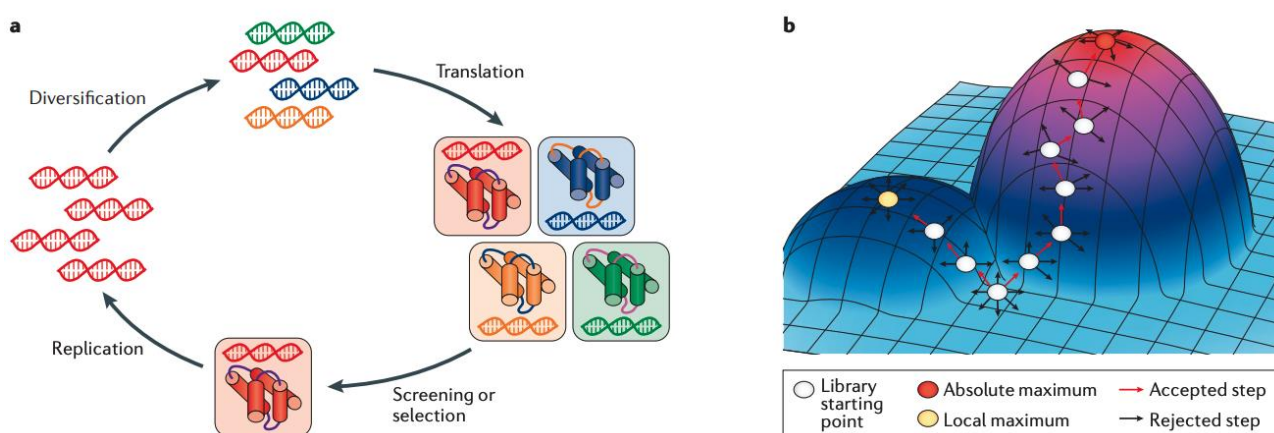 a
Diversification
Translation
Replication
Screening or
selection
b
Library
starting
point
Absolute maximum
Local maximum
Accepted step
Rejected step